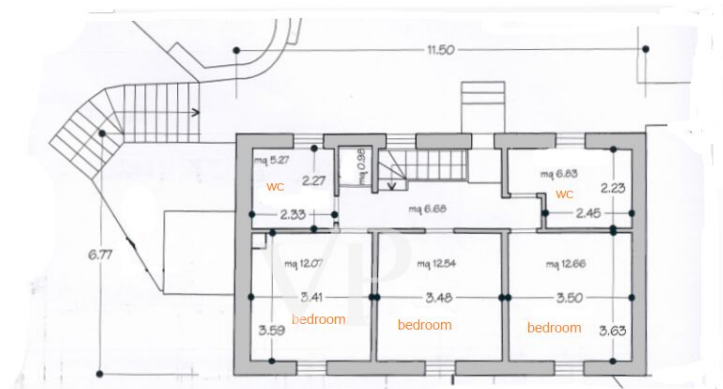 11.50
mq 5.27
mq 0.98
mq 6.83
wc
2.27
wc
2.23
2.33
mq 6.68
2.45
6.77
mq 12.07
mq 12.54
mq 12.66
3.41
3.48
3.50
bedroom
bedroom
bedroom
3.59
3.63
VP